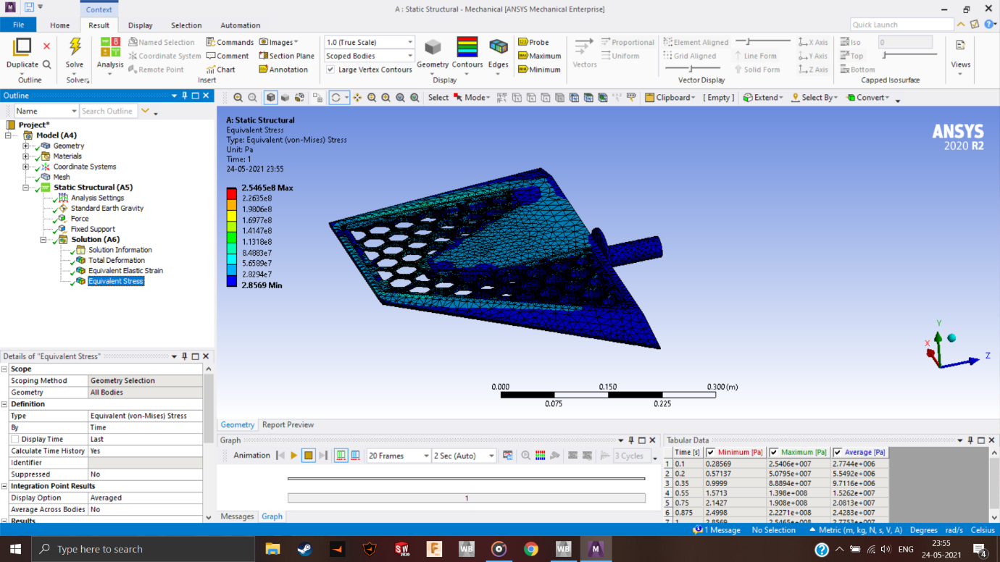 Context
A : Static Structural - Mechanical [ANSYS Mechanical Enterprise]
File Home Result Display Selection Automation
Quick Launch
Named Selection Commands Images 1.0 (True Scale) Probe Proportional Element Aligned X Axis Iso 0
Coordinate System Comment Section Plane Scoped Bodies Maximum Uniform Grid Aligned Line Form Y Axis Top
Duplicate Solve Analysis Remote Point Chart Annotation Large Vertex Contours Geometry Contours Edges Minimum Vectors Solid Form Z Axis Bottom Views
Outline Solver Insert Display Vector Display Capped Isosurface
Outline
Select Mode Clipboard [ Empty ] Extend Select By Convert
Name Search Outline
Project*
Model (A4)
Geometry
Materials
Coordinate Systems
Mesh
Static Structural (A5)
Analysis Settings
Standard Earth Gravity
Force
Fixed Support
Solution (A6)
Solution Information
Total Deformation
Equivalent Elastic Strain
Equivalent Stress
A: Static Structural
Equivalent Stress
Type: Equivalent (von-Mises) Stress
Unit: Pa
Time: 1
24-05-2021 23:55
2.5465e8 Max
2.2635e8
1.9806e8
1.6977e8
1.4147e8
1.1318e8
8.4883e7
5.6589e7
2.8294e7
2.8569 Min
ANSYS
2020 R2
Y
X
Z
0.000 0.150 0.300 (m)
0.075 0.225
Geometry Report Preview
Details of "Equivalent Stress"
Scope
Scoping Method Geometry Selection
Geometry All Bodies
Definition
Type Equivalent (von-Mises) Stress
By Time
Display Time Last
Calculate Time History Yes
Identifier
Suppressed No
Integration Point Results
Display Option Averaged
Average Across Bodies No
Results
Graph
Animation 20 Frames 2 Sec (Auto) 3 Cycles
1
Messages Graph
Tabular Data
Time [s] Minimum [Pa] Maximum [Pa] Average [Pa]
1 0.1 0.28569 2.5406e+007 2.7744e+006
2 0.2 0.57137 5.0795e+007 5.5492e+006
3 0.35 0.9999 8.8894e+007 9.7116e+006
4 0.55 1.5713 1.398e+008 1.5262e+007
5 0.75 2.1427 1.908e+008 2.0813e+007
6 0.875 2.4998 2.2271e+008 2.4283e+007
7 1. 2.8569 2.5465e+008 2.7753e+007
1 Message No Selection Metric (m, kg, N, s, V, A) Degrees rad/s Celsius
Type here to search
SW
2020
F
WB
WB
M
ENG
23:55
24-05-2021
4